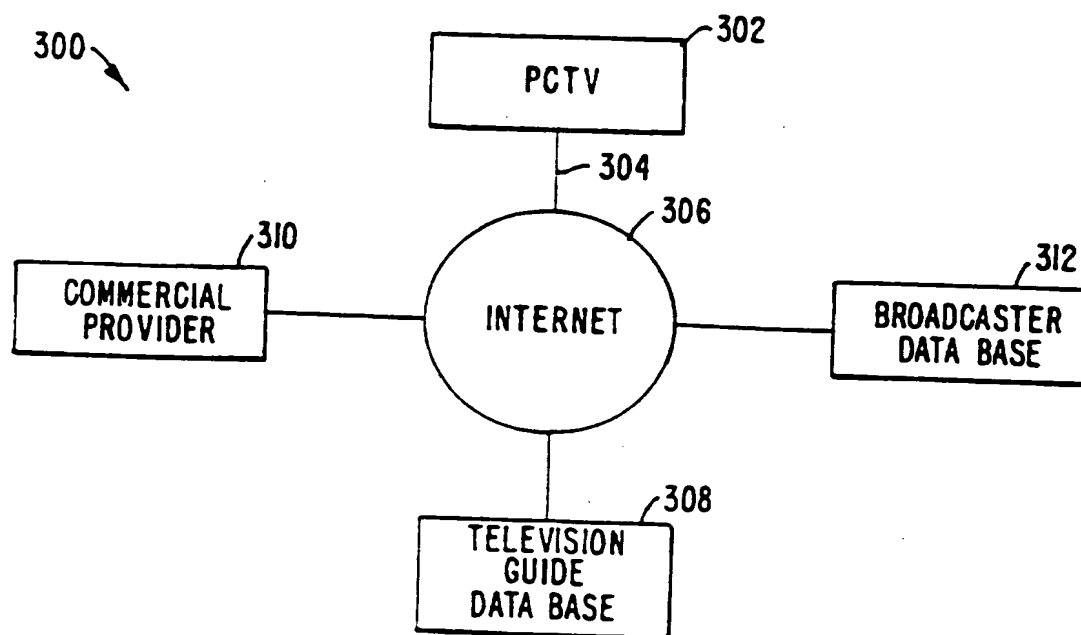 300
302
PCTV
304
306
310
COMMERCIAL
PROVIDER
INTERNET
312
BROADCASTER
DATA BASE
308
TELEVISION
GUIDE
DATA BASE